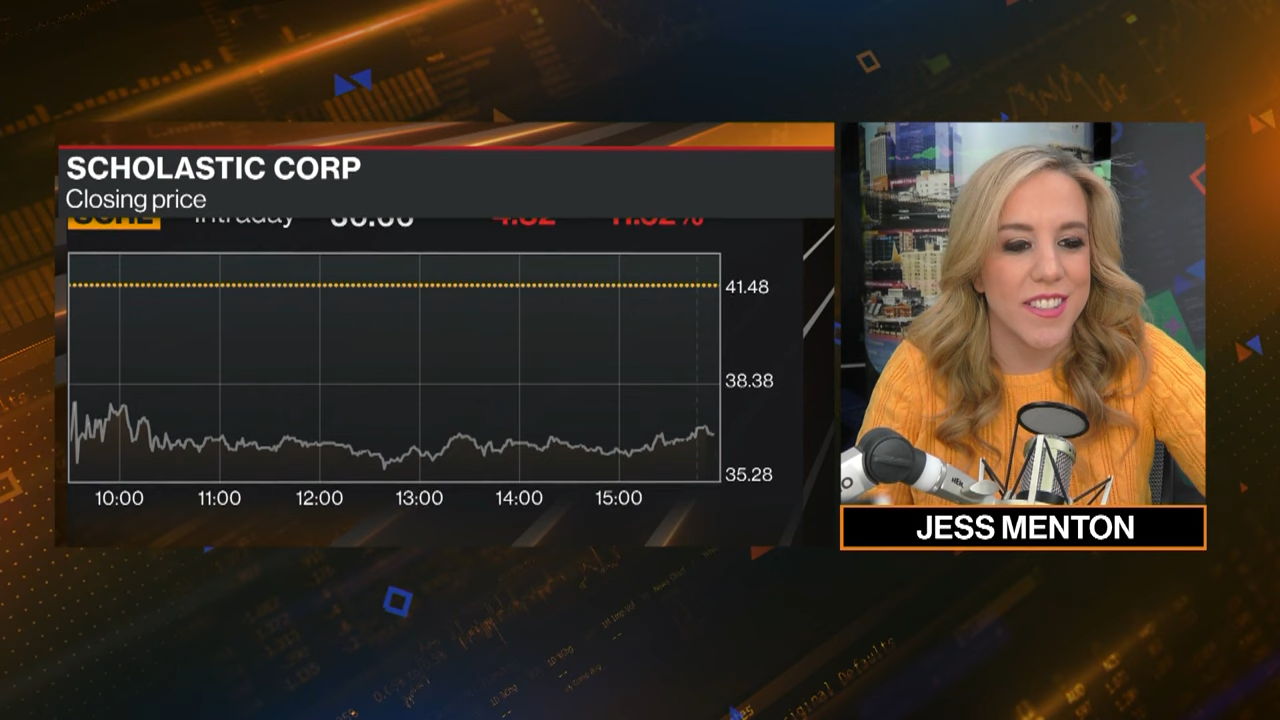 SCHOLASTIC CORP
Closing price
Intraday
41.48
38.38
35.28
10:00 11:00 12:00 13:00 14:00 15:00
JESS MENTON